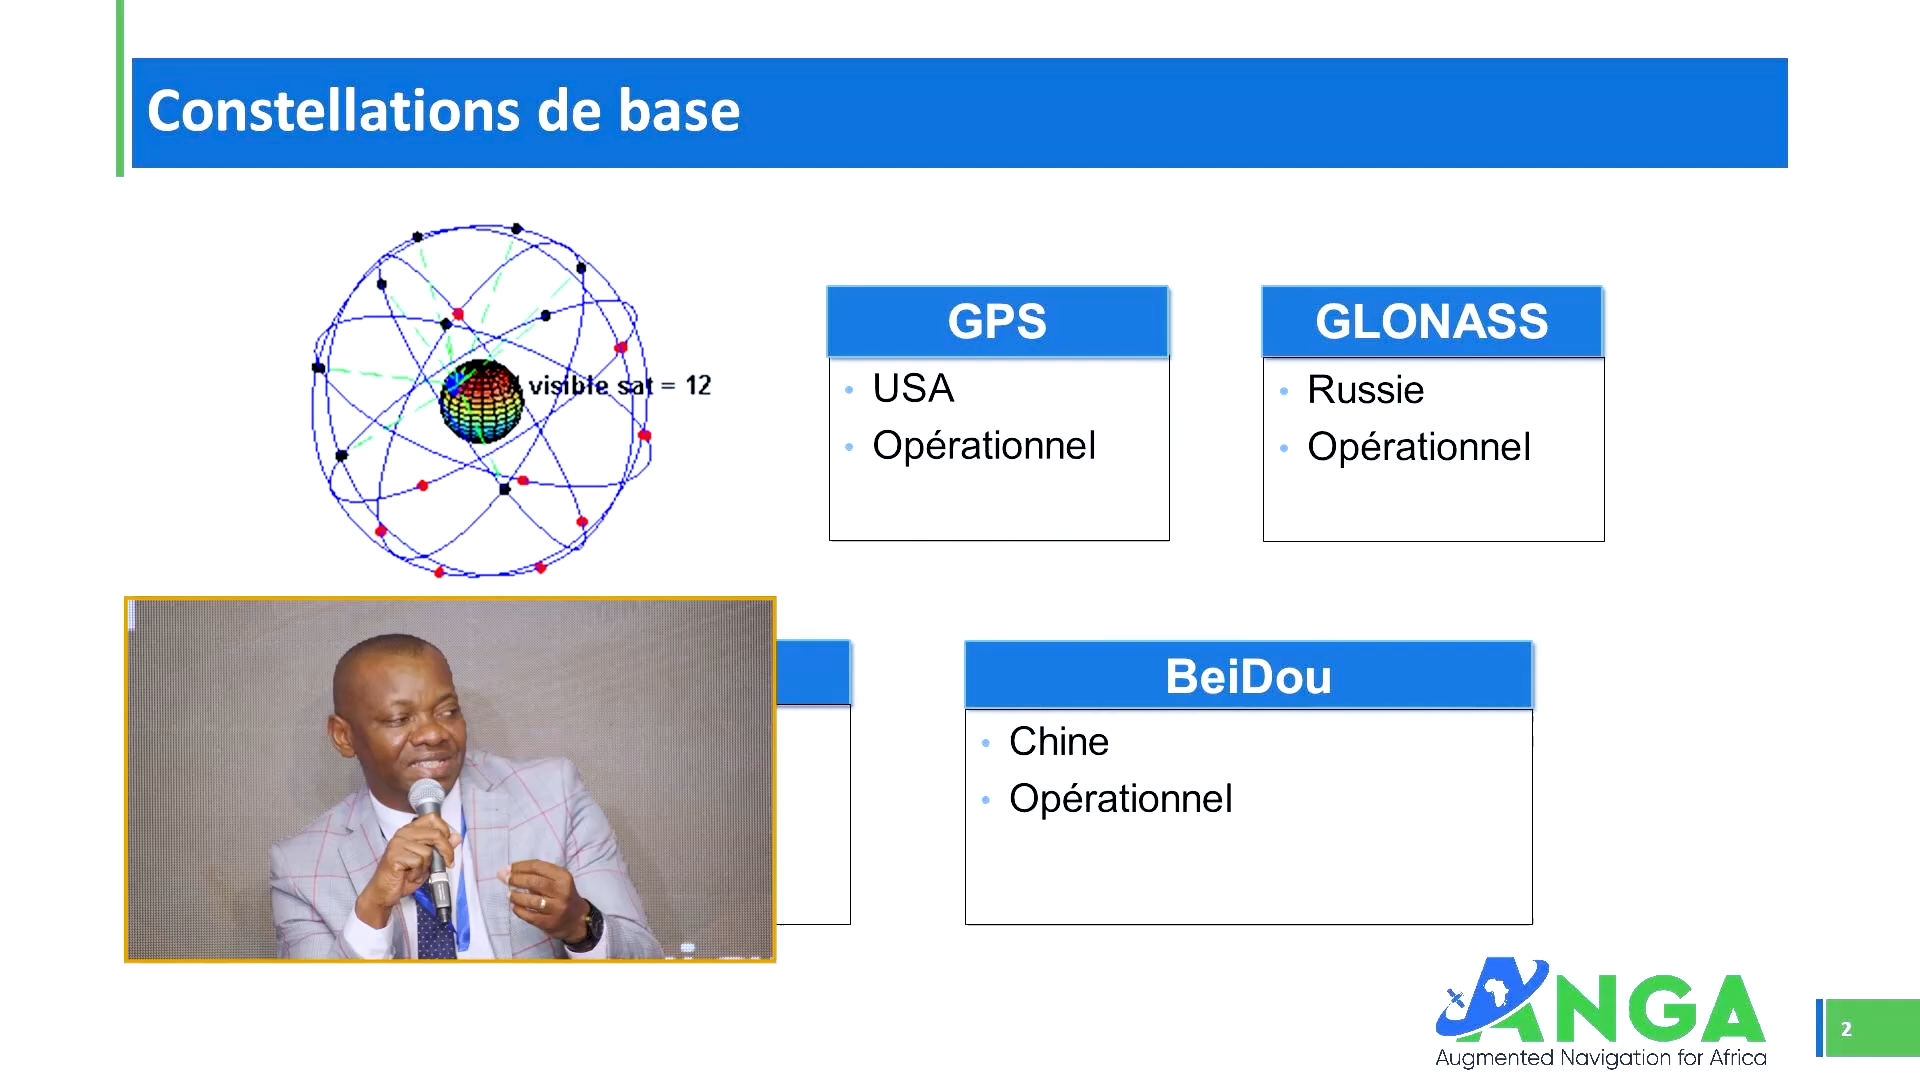 Constellations de base
visible sat = 12
GPS
• USA
• Opérationnel
GLONASS
• Russie
• Opérationnel
BeiDou
• Chine
• Opérationnel
ANGA
Augmented Navigation for Africa
2